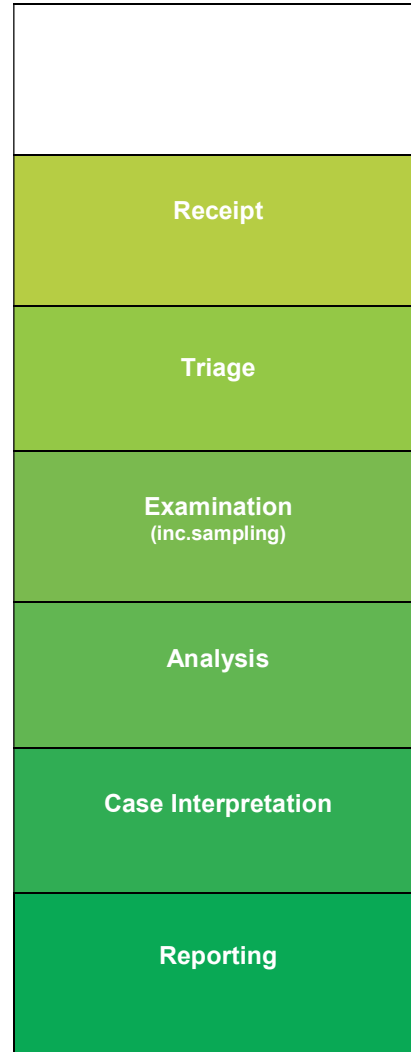 Receipt
Triage
Examination
(inc.sampling)
Analysis
Case Interpretation
Reporting